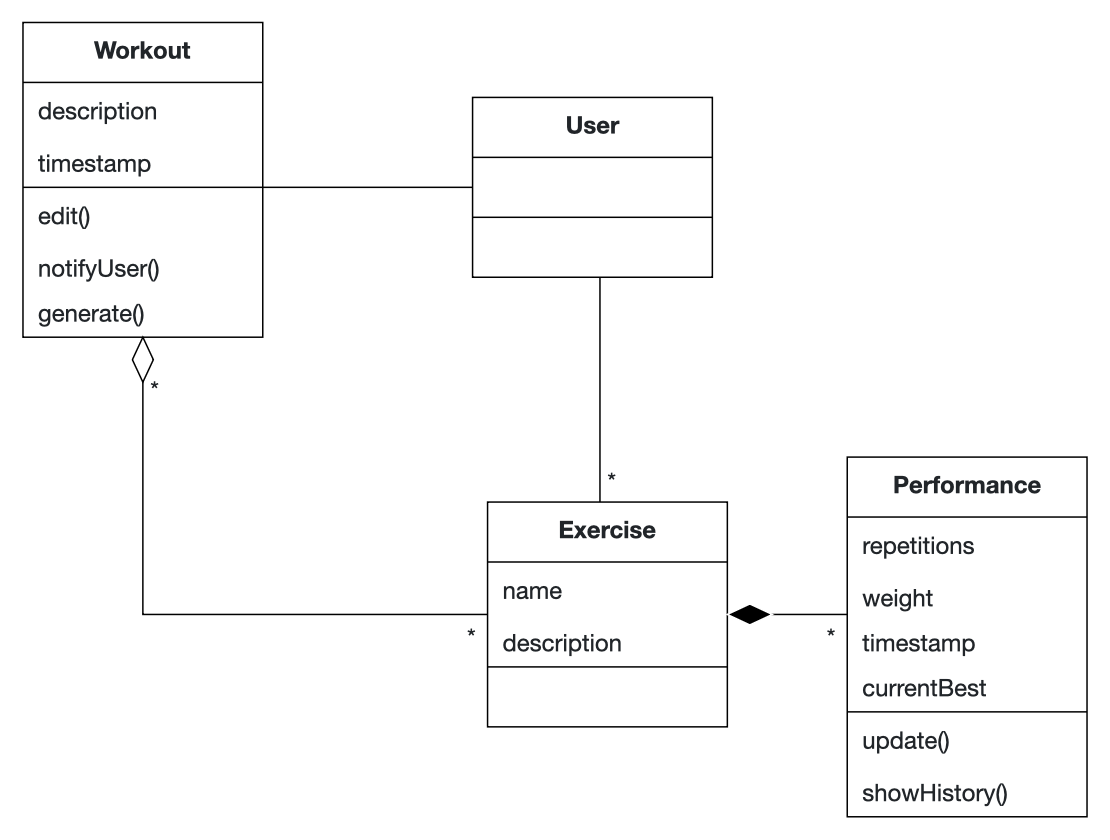 Workout
description
timestamp
edit()
notifyUser()
generate()
*
User
*
Exercise
name
description
*
*
Performance
repetitions
weight
timestamp
currentBest
update()
showHistory()